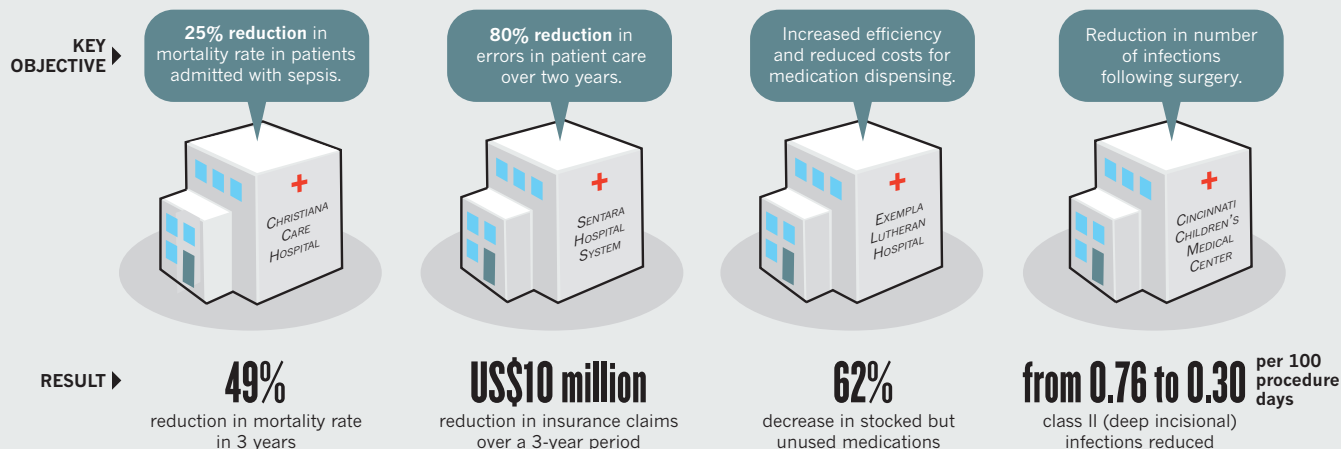 KEY
OBJECTIVE
25% reduction in
mortality rate in patients
admitted with sepsis.
80% reduction in
errors in patient care
over two years.
Increased efficiency
and reduced costs for
medication dispensing.
Reduction in number
of infections
following surgery.
CHRISTIANA
CARE
HOSPITAL
SENTARA
HOSPITAL
SYSTEM
EXEMPLA
LUTHERAN
HOSPITAL
CINCINNATI
CHILDREN'S
MEDICAL
CENTER
RESULT
49%
reduction in mortality rate
in 3 years
US$10 million
reduction in insurance claims
over a 3-year period
62%
decrease in stocked but
unused medications
from 0.76 to 0.30
per 100
procedure
days
class II (deep incisional)
infections reduced